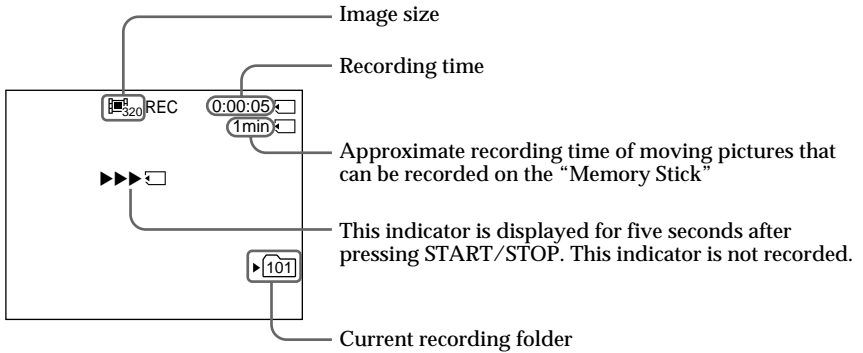 Image size
Recording time
320 REC 0:00:05
1min
Approximate recording time of moving pictures that
can be recorded on the “Memory Stick”
This indicator is displayed for five seconds after
pressing START/STOP. This indicator is not recorded.
101
Current recording folder